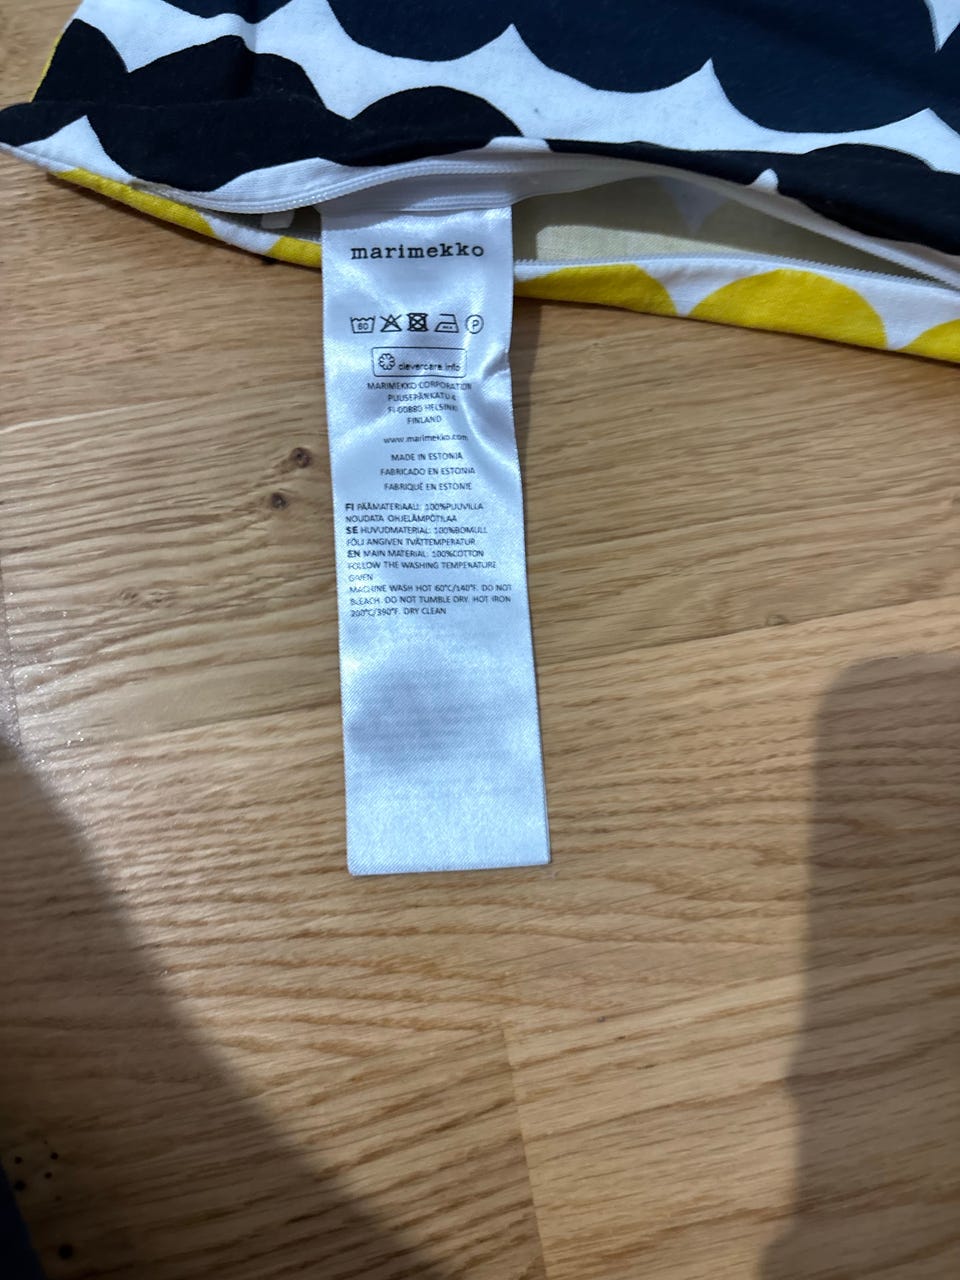 marimekko
60 P
clevercare.info
MARIMEKKO CORPORATION
PUUSEPÄNKATU 4
FI-00880 HELSINKI
FINLAND
www.marimekko.com
MADE IN ESTONIA
FABRICADO EN ESTONIA
FABRIQUÉ EN ESTONIE
FI PÄÄMATERIAALI: 100%PUUVILLA
NOUDATA OHJELÄMPÖTILAA
SE HUVUDMATERIAL: 100%BOMULL
FÖLJ ANGIVEN TVÄTTEMPERATUR
EN MAIN MATERIAL: 100%COTTON
FOLLOW THE WASHING TEMPERATURE
GIVEN
MACHINE WASH HOT 60°C/140°F. DO NOT
BLEACH. DO NOT TUMBLE DRY. HOT IRON
200°C/390°F. DRY CLEAN